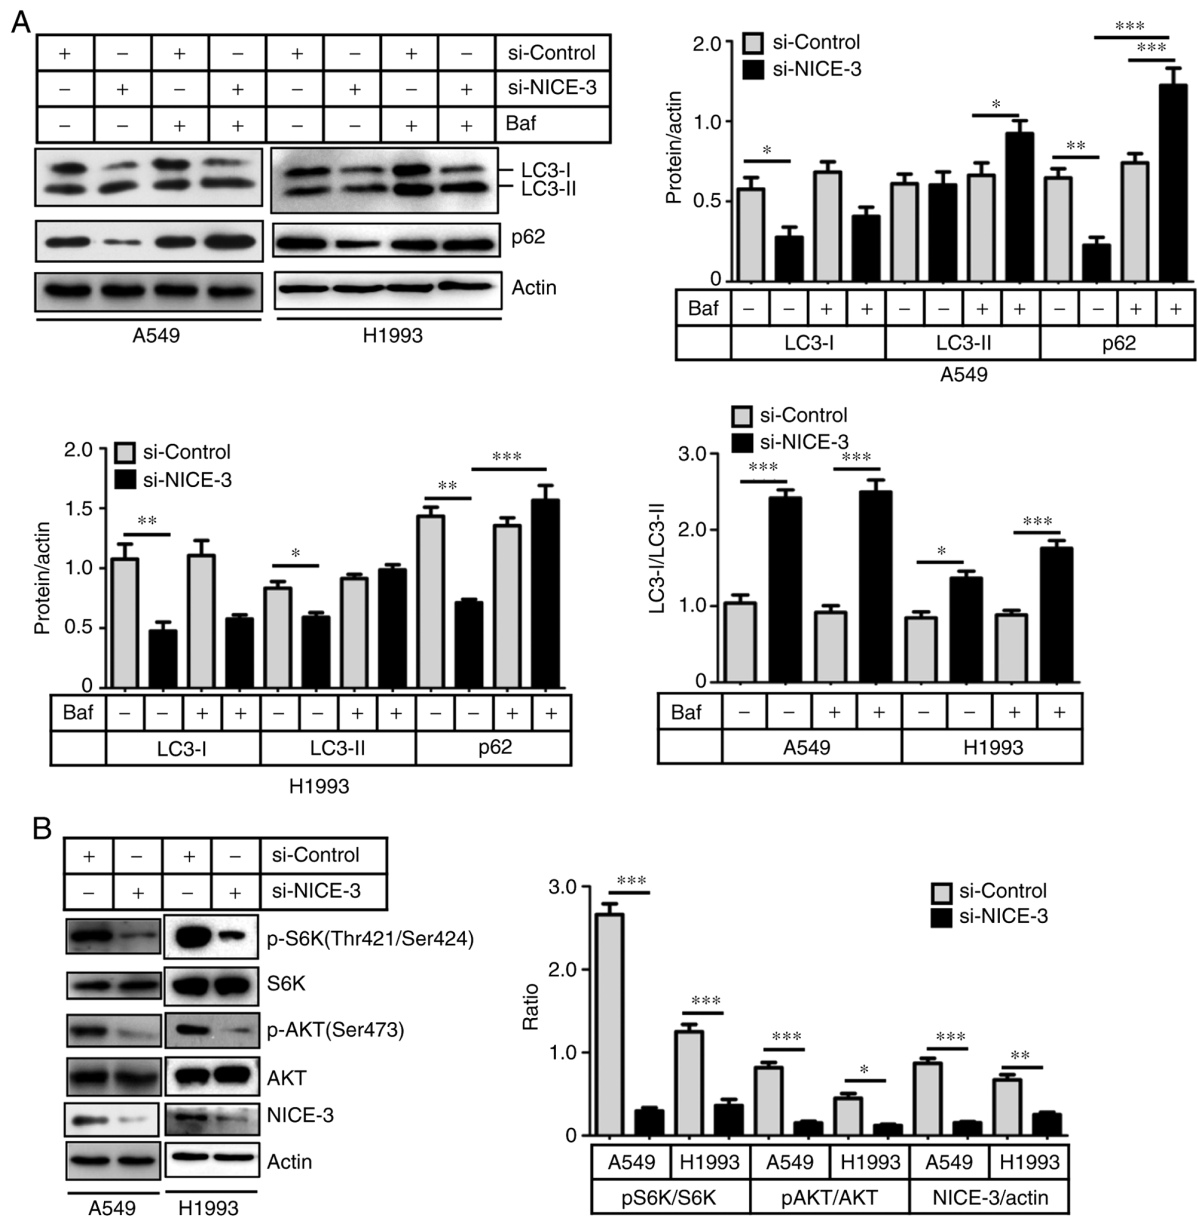 A
+ − + − + − + − si-Control
− + − + − + − + si-NICE-3
− − + + − − + + Baf
LC3-I
LC3-II
p62
Actin
A549 H1993
si-Control
si-NICE-3
Protein/actin
2.0
1.0
0.5
0
* * ** *** ***
Baf − − + + − − + + − − + +
LC3-I LC3-II p62
A549
si-Control
si-NICE-3
Protein/actin
2.0
1.5
1.0
0.5
0
** * ** ***
Baf − − + + − − + + − − + +
LC3-I LC3-II p62
H1993
si-Control
si-NICE-3
LC3-I/LC3-II
3.0
2.0
1.0
0
*** *** * ***
Baf − − + + − − + +
A549 H1993
B
+ − + − si-Control
− + − + si-NICE-3
p-S6K(Thr421/Ser424)
S6K
p-AKT(Ser473)
AKT
NICE-3
Actin
A549 H1993
si-Control
si-NICE-3
Ratio
3.0
2.0
1.0
0
*** *** *** * *** **
A549 H1993 A549 H1993 A549 H1993
pS6K/S6K pAKT/AKT NICE-3/actin